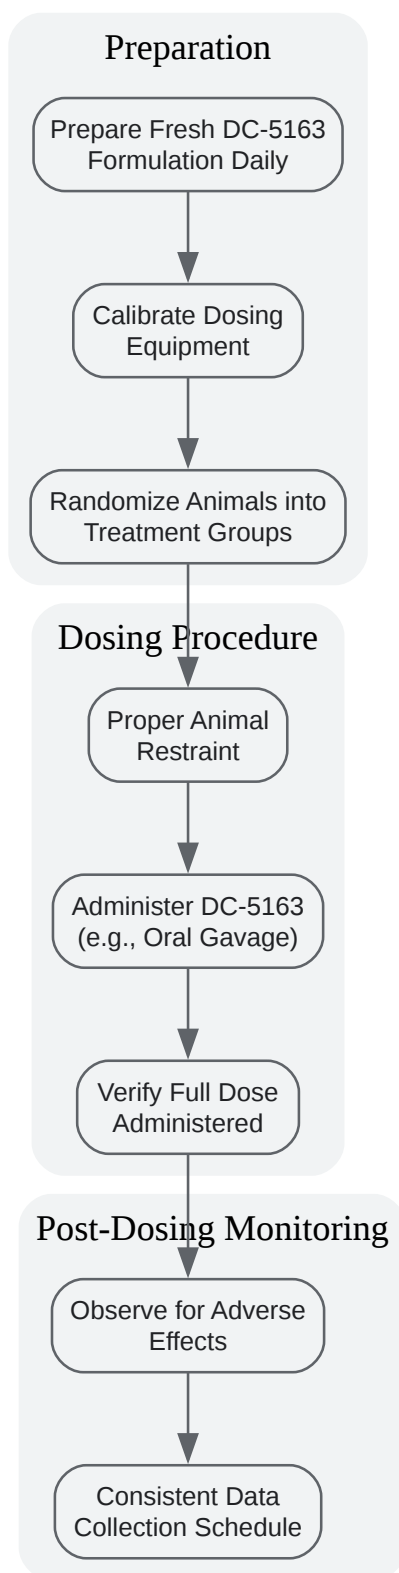 Preparation
Prepare Fresh DC-5163
Formulation Daily
Calibrate Dosing
Equipment
Randomize Animals into
Treatment Groups
Dosing Procedure
Proper Animal
Restraint
Administer DC-5163
(e.g., Oral Gavage)
Verify Full Dose
Administered
Post-Dosing Monitoring
Observe for Adverse
Effects
Consistent Data
Collection Schedule